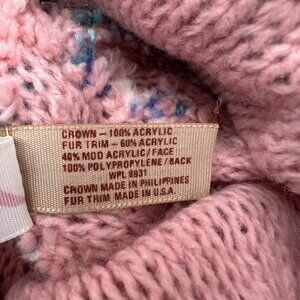 CROWN - 100% ACRYLIC
FUR TRIM - 60% ACRYLIC
40% MOD ACRYLIC/FACE
100% POLYPROPYLENE/BACK
WPL 8931
CROWN MADE IN PHILIPPINES
FUR TRIM MADE IN U.S.A.